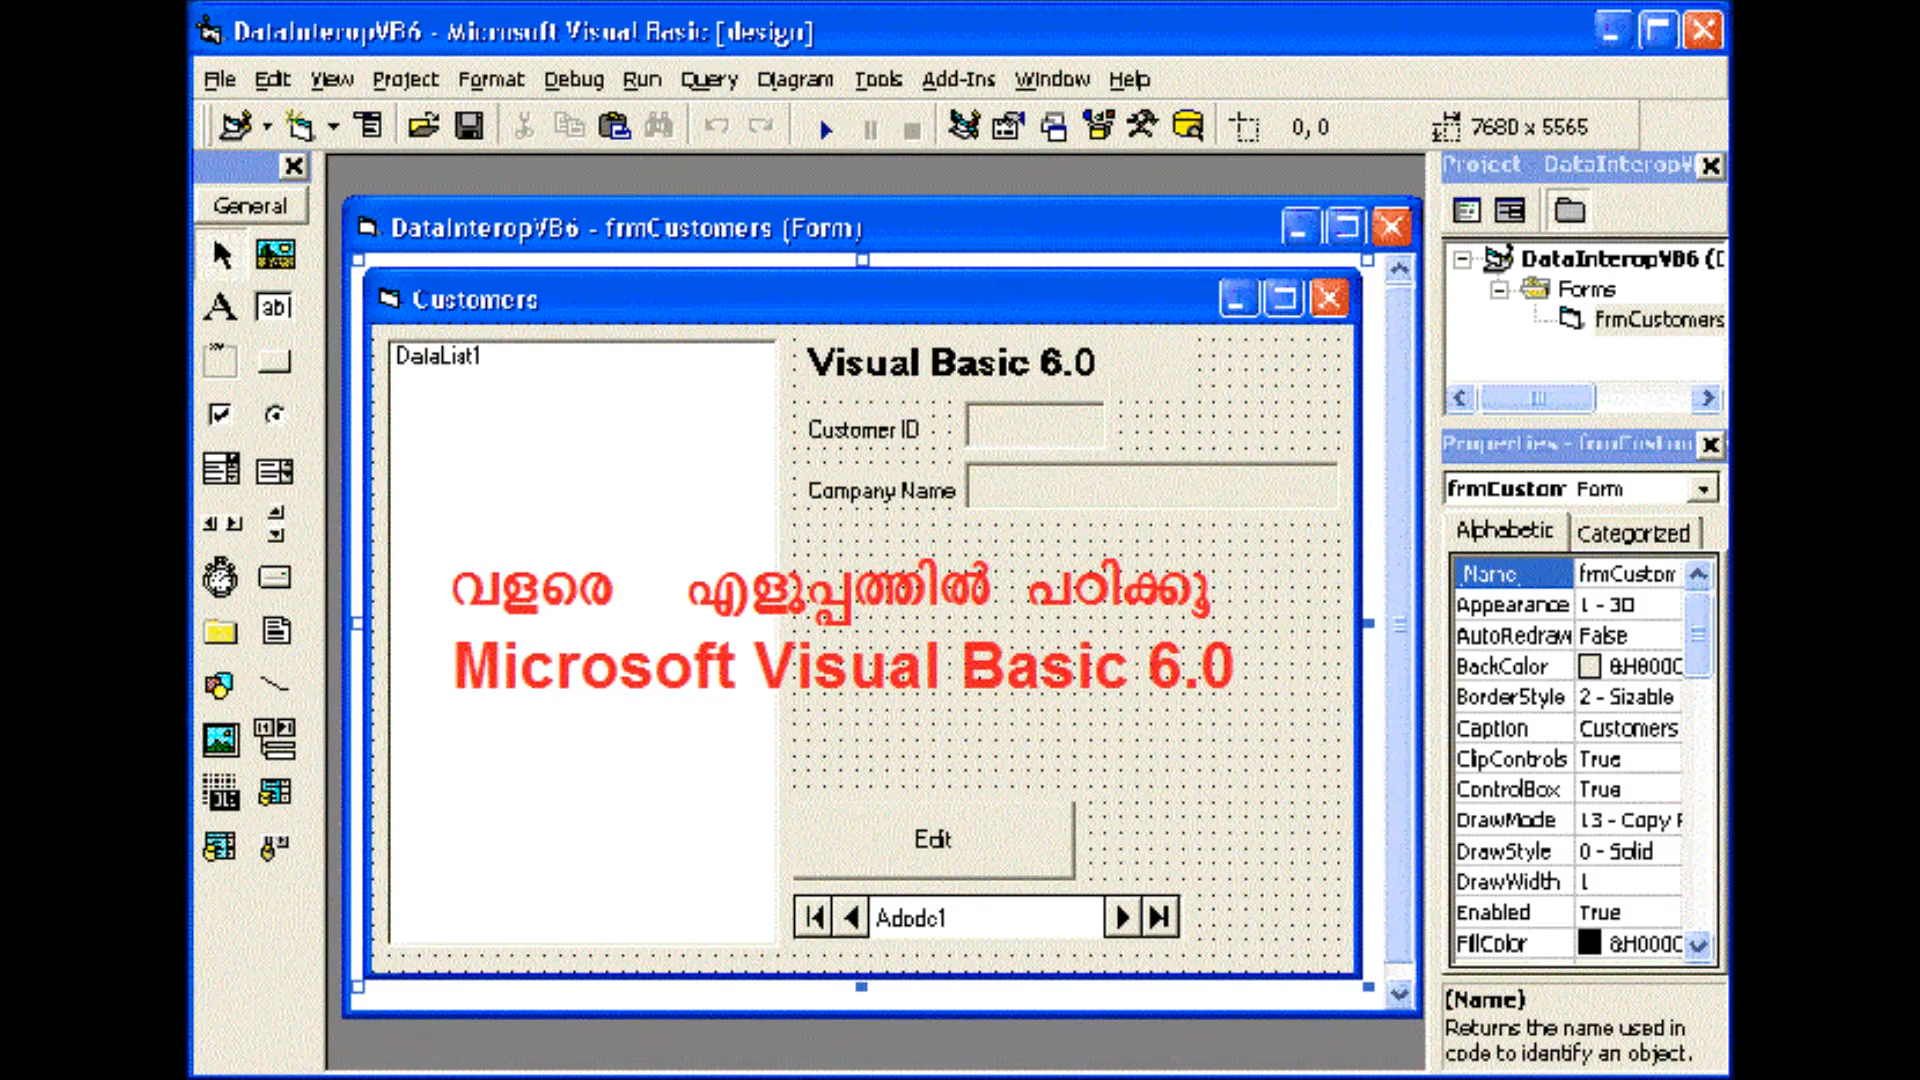 DataInteropVB6 - Microsoft Visual Basic [design]
File Edit View Project Format Debug Run Query Diagram Tools Add-Ins Window Help
0, 0 7680 x 5565
General
DataInteropVB6 - frmCustomers (Form)
Customers
DataList1
Visual Basic 6.0
Customer ID
Company Name
വളരെ എളുപ്പത്തിൽ പഠിക്കൂ
Microsoft Visual Basic 6.0
Edit
Adodc1
Project - DataInteropV
DataInteropVB6 (
Forms
frmCustomers
Properties - frmCustom
frmCustom Form
Alphabetic Categorized
(Name) frmCustom
Appearance 1 - 3D
AutoRedraw False
BackColor &H800
BorderStyle 2 - Sizable
Caption Customers
ClipControls True
ControlBox True
DrawMode 13 - Copy P
DrawStyle 0 - Solid
DrawWidth 1
Enabled True
FillColor &H000
(Name)
Returns the name used in
code to identify an object.